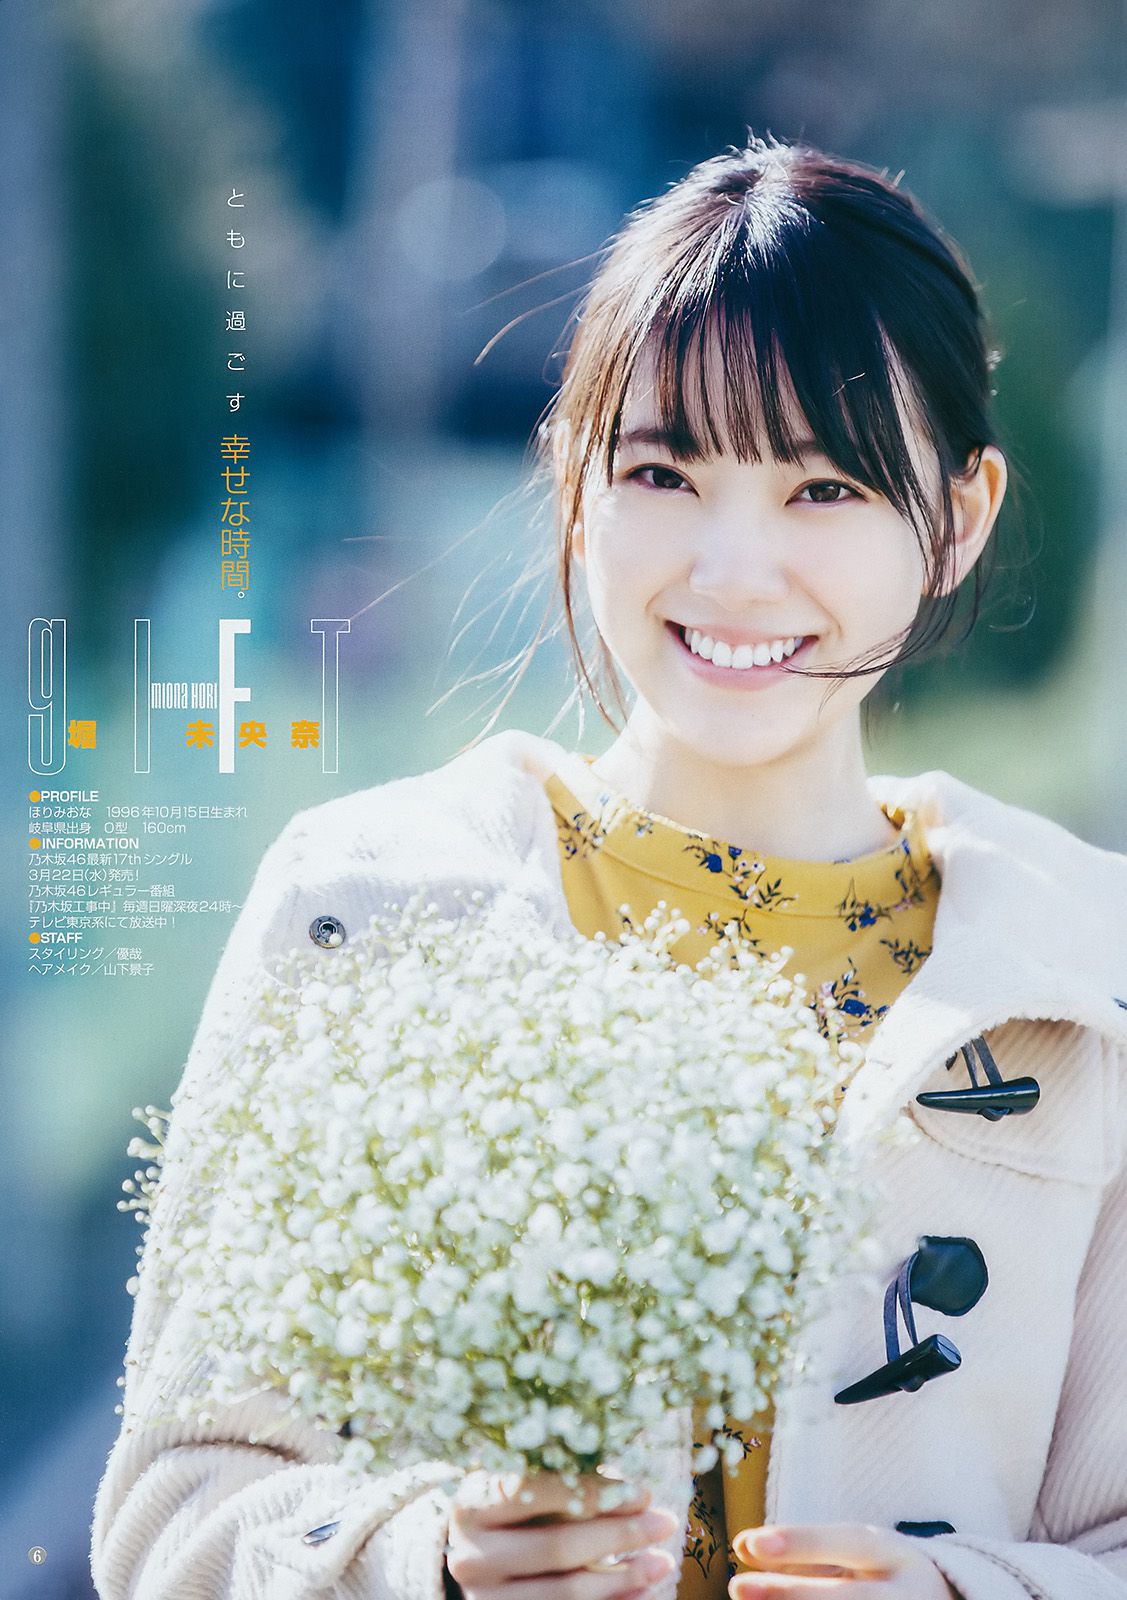 ともに過ごす幸せな時間。
gIFT
miona HORI
堀未央奈
●PROFILE
ほりみおな 1996年10月15日生まれ
岐阜県出身 O型 160cm
●INFORMATION
乃木坂46最新17thシングル
3月22日(水)発売!
乃木坂46レギュラー番組
『乃木坂工事中』毎週日曜深夜24時〜
テレビ東京系にて放送中!
●STAFF
スタイリング/優哉
ヘアメイク/山下景子
6